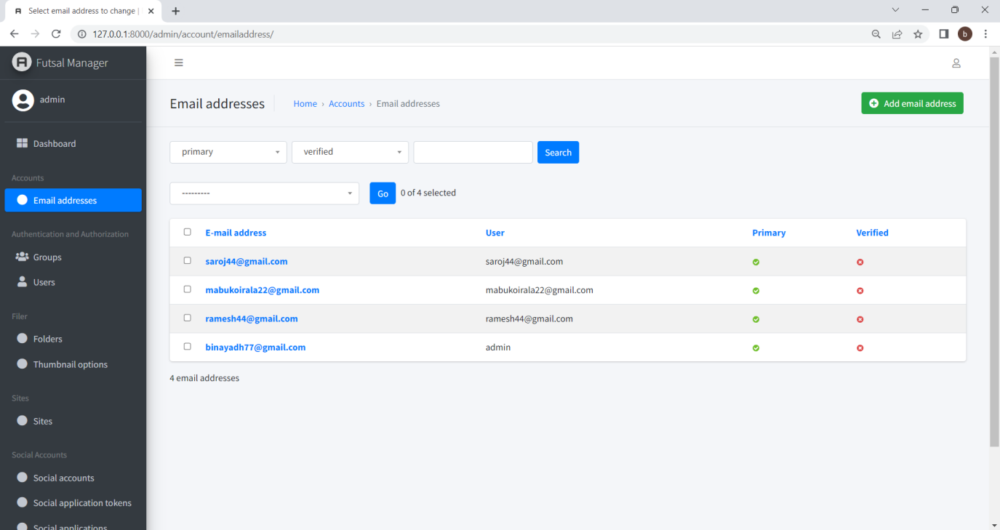 Select email address to change |
127.0.0.1:8000/admin/account/emailaddress/
b
Futsal Manager
admin
Email addresses
Home › Accounts › Email addresses
Add email address
Dashboard
primary
verified
Search
Accounts
Email addresses
---------
Go
0 of 4 selected
Authentication and Authorization
Groups
Users
E-mail address User Primary Verified
saroj44@gmail.com saroj44@gmail.com
mabukoirala22@gmail.com mabukoirala22@gmail.com
ramesh44@gmail.com ramesh44@gmail.com
binayadh77@gmail.com admin
4 email addresses
Filer
Folders
Thumbnail options
Sites
Sites
Social Accounts
Social accounts
Social application tokens
Social applications